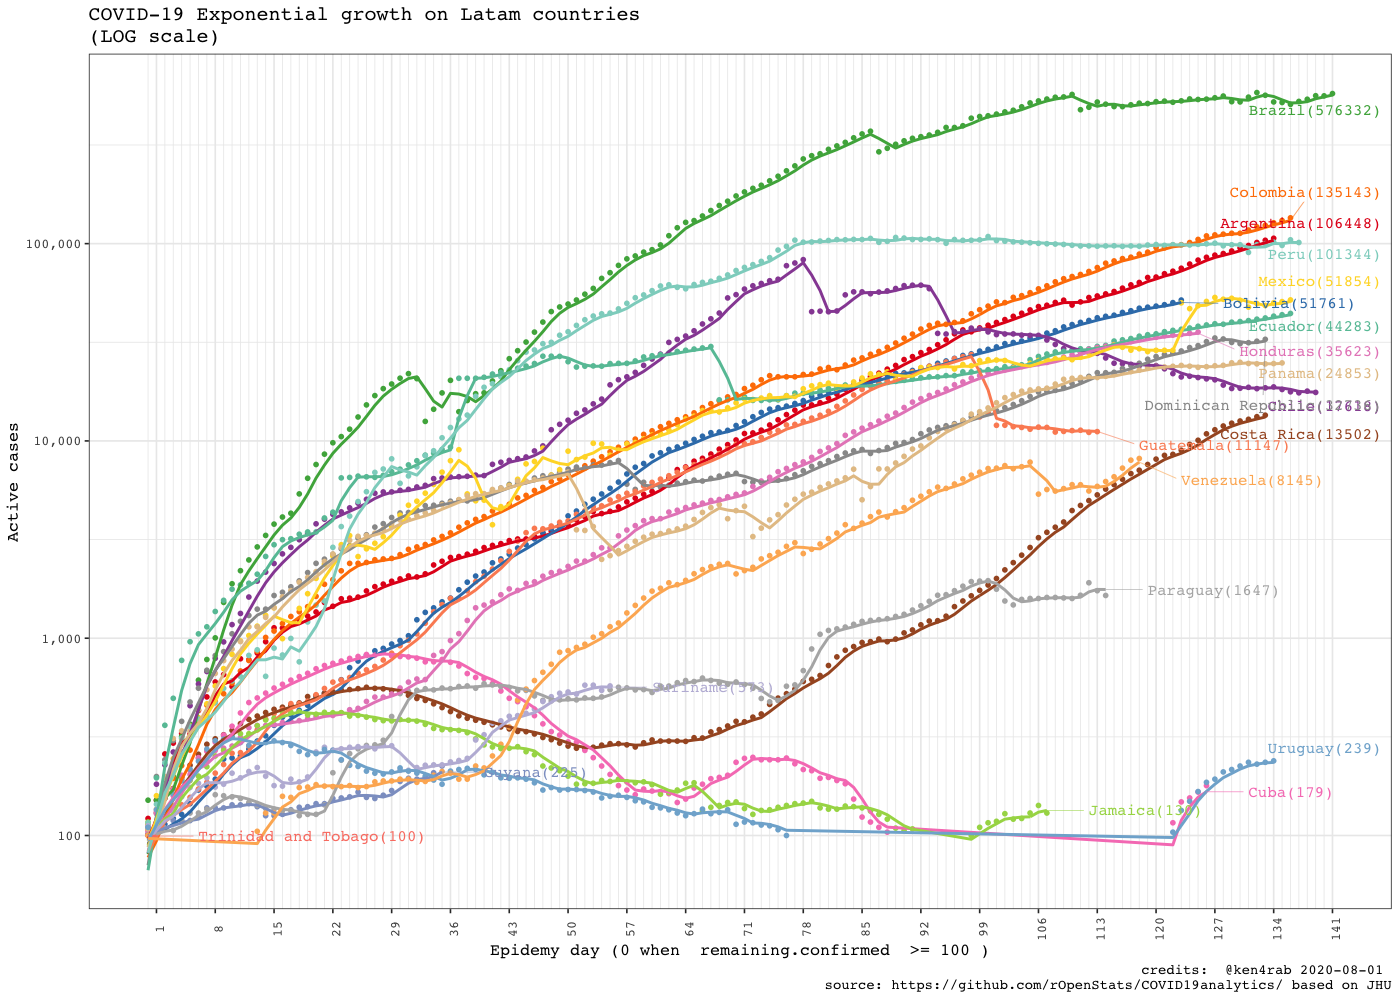 COVID-19 Exponential growth on Latam countries
(LOG scale)
Active cases
100,000
10,000
1,000
100
Brazil(576332)
Colombia(135143)
Argentina(106448)
Peru(101344)
Mexico(51854)
Bolivia(51761)
Ecuador(44283)
Honduras(35623)
Panama(24853)
Dominican Republic
Chile(17618)
Costa Rica(13502)
Guatemala(11147)
Venezuela(8145)
Paraguay(1647)
Suriname
Uruguay(239)
Guyana(225)
Cuba(179)
Jamaica
Trinidad and Tobago(100)
1 8 15 22 29 36 43 50 57 64 71 78 85 92 99 106 113 120 127 134 141
Epidemy day (0 when  remaining.confirmed  >= 100 )
credits:  @ken4rab 2020-08-01
source: https://github.com/rOpenStats/COVID19analytics/ based on JHU